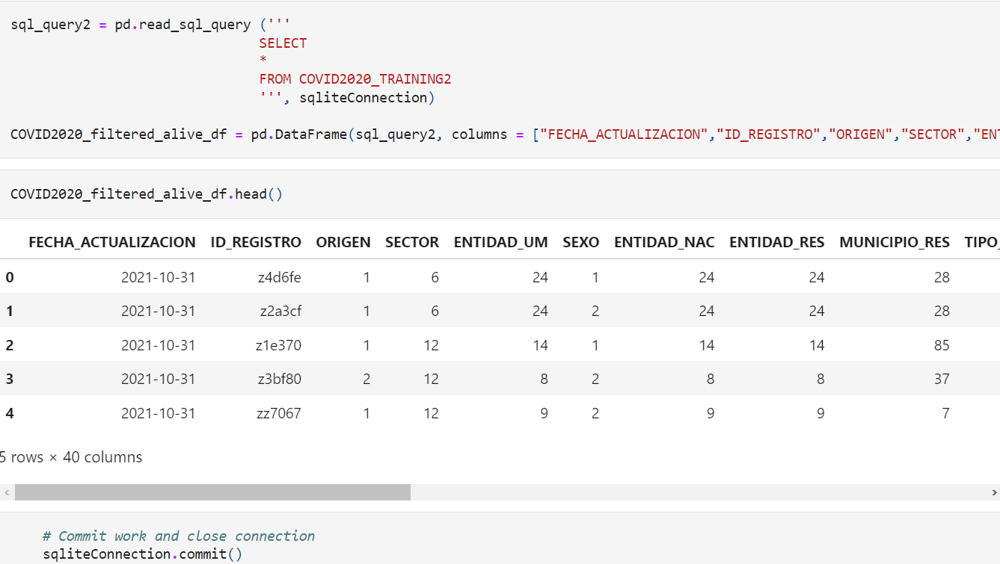 sql_query2 = pd.read_sql_query ('''
SELECT
*
FROM COVID2020_TRAINING2
''', sqliteConnection)
COVID2020_filtered_alive_df = pd.DataFrame(sql_query2, columns = ["FECHA_ACTUALIZACION","ID_REGISTRO","ORIGEN","SECTOR","ENT
COVID2020_filtered_alive_df.head()
FECHA_ACTUALIZACION ID_REGISTRO ORIGEN SECTOR ENTIDAD_UM SEXO ENTIDAD_NAC ENTIDAD_RES MUNICIPIO_RES TIPO_
0 2021-10-31 z4d6fe 1 6 24 1 24 24 28
1 2021-10-31 z2a3cf 1 6 24 2 24 24 28
2 2021-10-31 z1e370 1 12 14 1 14 14 85
3 2021-10-31 z3bf80 2 12 8 2 8 8 37
4 2021-10-31 zz7067 1 12 9 2 9 9 7
5 rows × 40 columns
# Commit work and close connection
sqliteConnection.commit()